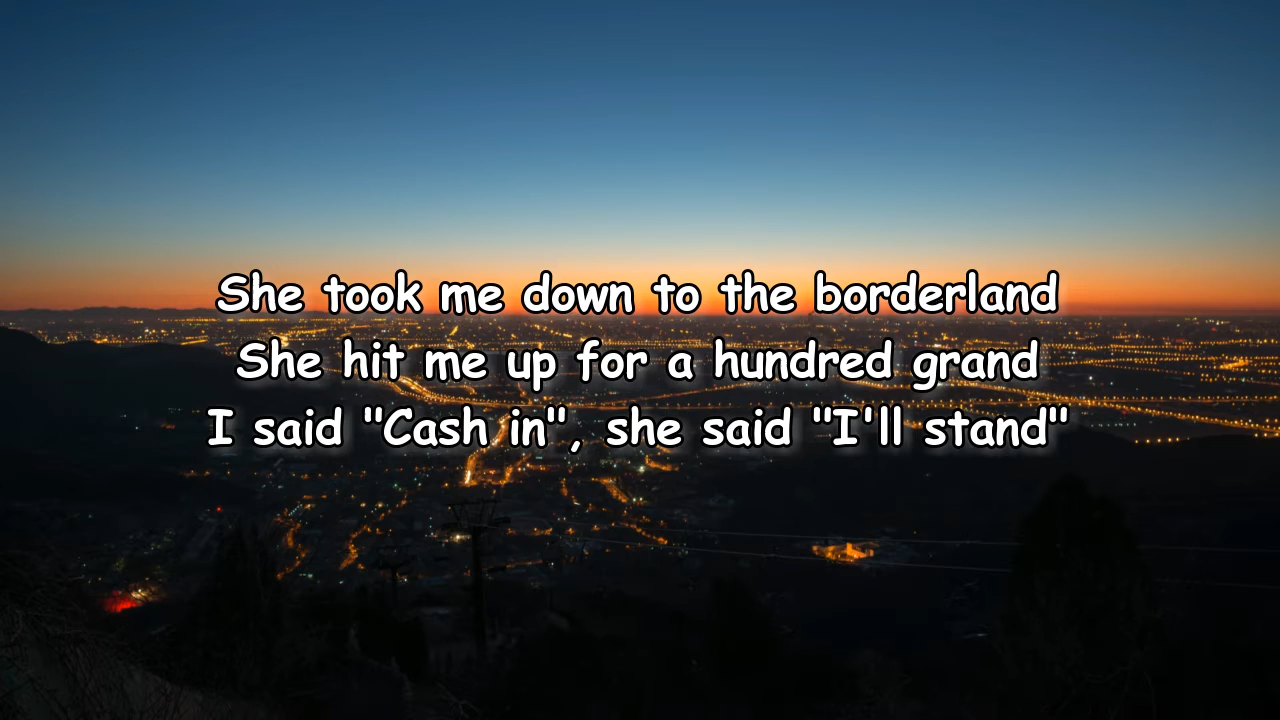 She took me down to the borderland
She hit me up for a hundred grand
I said "Cash in", she said "I'll stand"